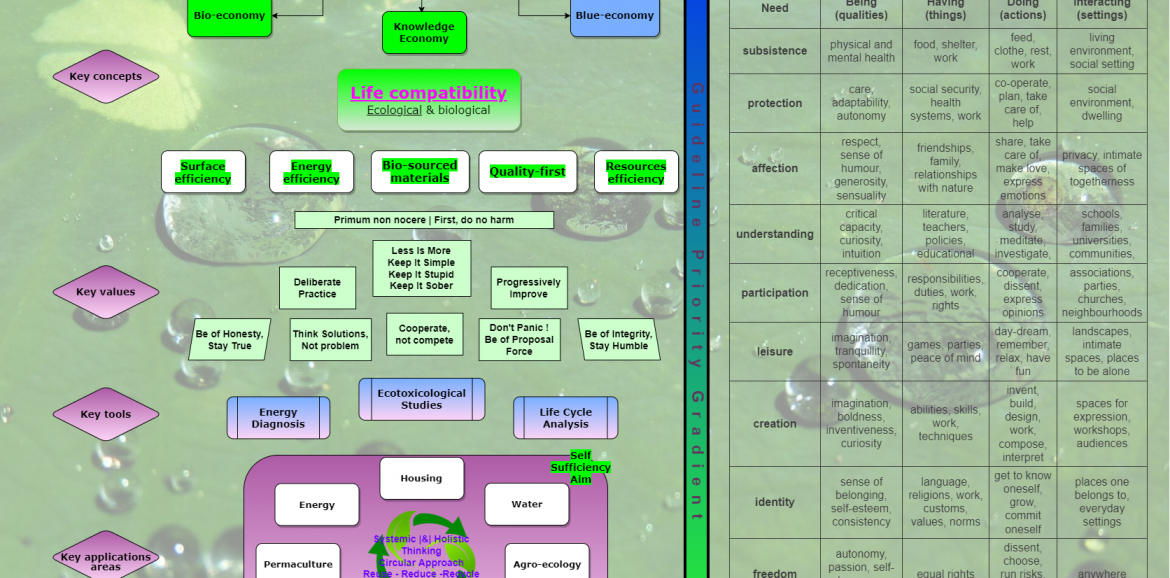 Bio-economy
Knowledge
Economy
Blue-economy
Key concepts
Life compatibility
Ecological & biological
Surface
efficiency
Energy
efficiency
Bio-sourced
materials
Quality-first
Resources
efficiency
Primum non nocere | First, do no harm
Key values
Deliberate
Practice
Less Is More
Keep It Simple
Keep It Stupid
Keep It Sober
Progressively
Improve
Be of Honesty,
Stay True
Think Solutions,
Not problem
Cooperate,
not compete
Don't Panic !
Be of Proposal
Force
Be of Integrity,
Stay Humble
Key tools
Energy
Diagnosis
Ecotoxicological
Studies
Life Cycle
Analysis
Self
Sufficiency
Aim
Housing
Energy
Water
Key applications
areas
Permaculture
Systemic |&| Holistic
Thinking
Circular Approach
Reuse - Reduce -Recycle
Agro-ecology
Guideline Priority Gradient
Need
Being
(qualities)
Having
(things)
Doing
(actions)
Interacting
(settings)
subsistence
physical and
mental health
food, shelter,
work
feed,
clothe, rest,
work
living
environment,
social setting
protection
care,
adaptability,
autonomy
social security,
health
systems, work
co-operate,
plan, take
care of,
help
social
environment,
dwelling
affection
respect,
sense of
humour,
generosity,
sensuality
friendships,
family,
relationships
with nature
share, take
care of,
make love,
express
emotions
privacy, intimate
spaces of
togetherness
understanding
critical
capacity,
curiosity,
intuition
literature,
teachers,
policies,
educational
analyse,
study,
meditate,
investigate,
schools,
families,
universities,
communities,
participation
receptiveness,
dedication,
sense of
humour
responsibilities,
duties, work,
rights
cooperate,
dissent,
express
opinions
associations,
parties,
churches,
neighbourhoods
leisure
imagination,
tranquillity,
spontaneity
games, parties,
peace of mind
day-dream,
remember,
relax, have
fun
landscapes,
intimate
spaces, places
to be alone
creation
imagination,
boldness,
inventiveness,
curiosity
abilities, skills,
work,
techniques
invent,
build,
design,
work,
compose,
interpret
spaces for
expression,
workshops,
audiences
identity
sense of
belonging,
self-esteem,
consistency
language,
religions, work,
customs,
values, norms
get to know
oneself,
grow,
commit
oneself
places one
belongs to,
everyday
settings
freedom
autonomy,
passion, self-
equal rights
dissent,
choose,
run risks,
anywhere